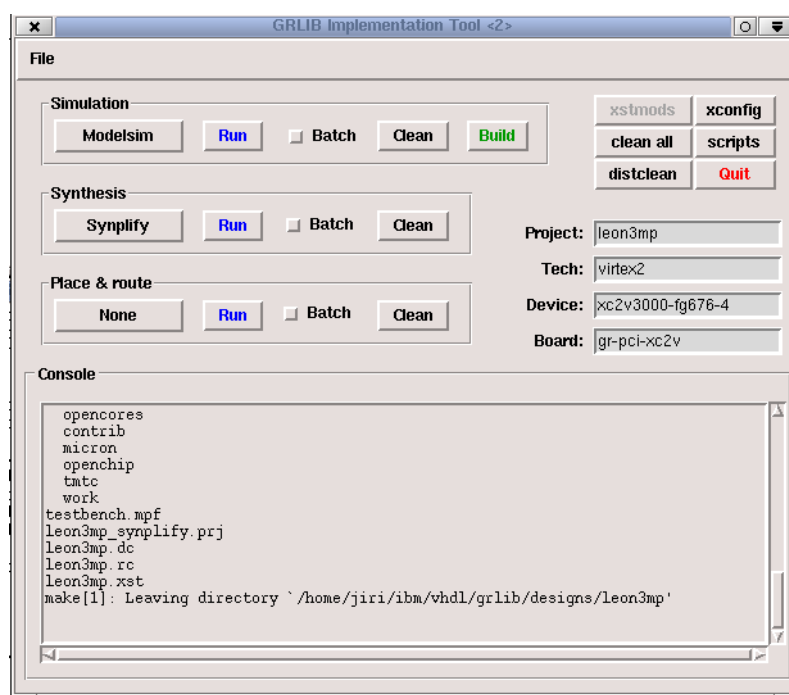 GRLIB Implementation Tool <2>
File
Simulation
Modelsim Run Batch Clean Build
xstmods xconfig
clean all scripts
distclean Quit
Synthesis
Synplify Run Batch Clean
Place & route
None Run Batch Clean
Project: leon3mp
Tech: virtex2
Device: xc2v3000-fg676-4
Board: gr-pci-xc2v
Console
opencores
contrib
micron
openchip
tmtc
work
testbench.mpf
leon3mp_synplify.prj
leon3mp.dc
leon3mp.rc
leon3mp.xst
make[1]: Leaving directory `/home/jiri/ibm/vhdl/grlib/designs/leon3mp'